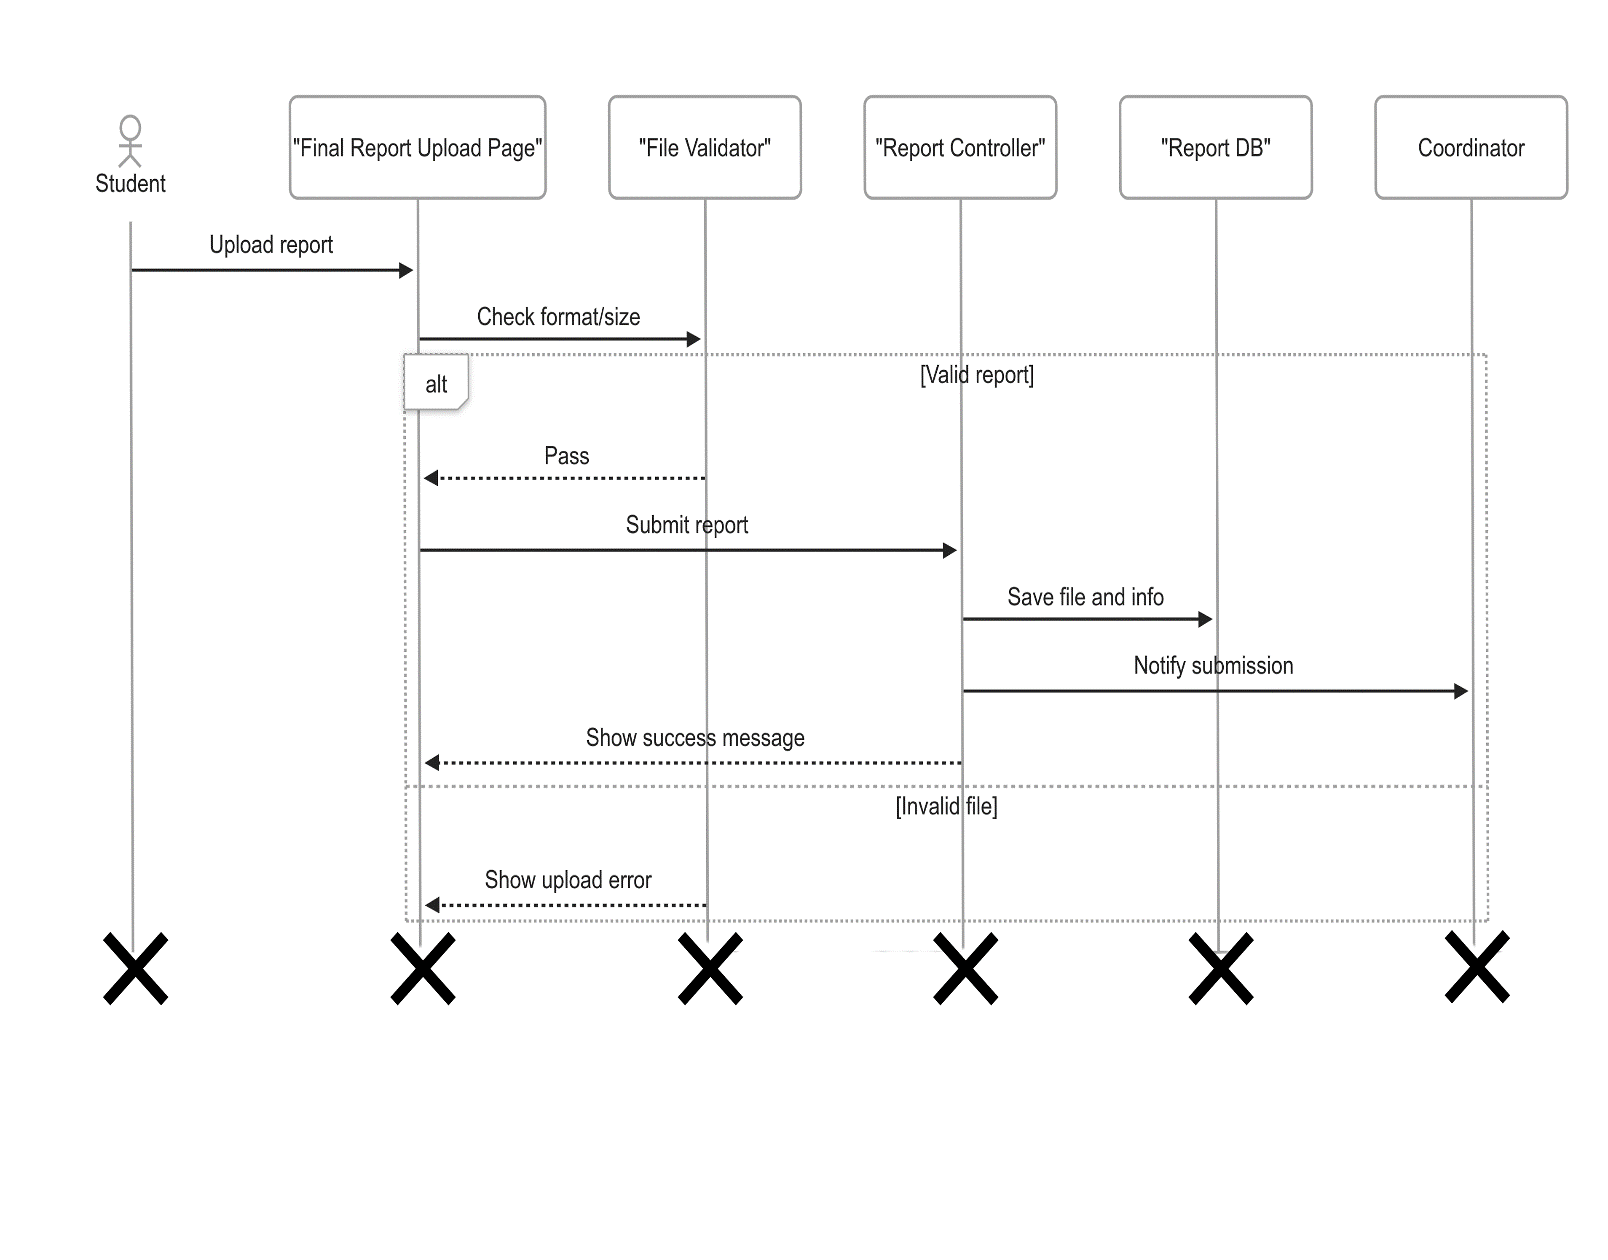 Student
"Final Report Upload Page"
"File Validator"
"Report Controller"
"Report DB"
Coordinator
Upload report
Check format/size
alt
[Valid report]
Pass
Submit report
Save file and info
Notify submission
Show success message
[Invalid file]
Show upload error